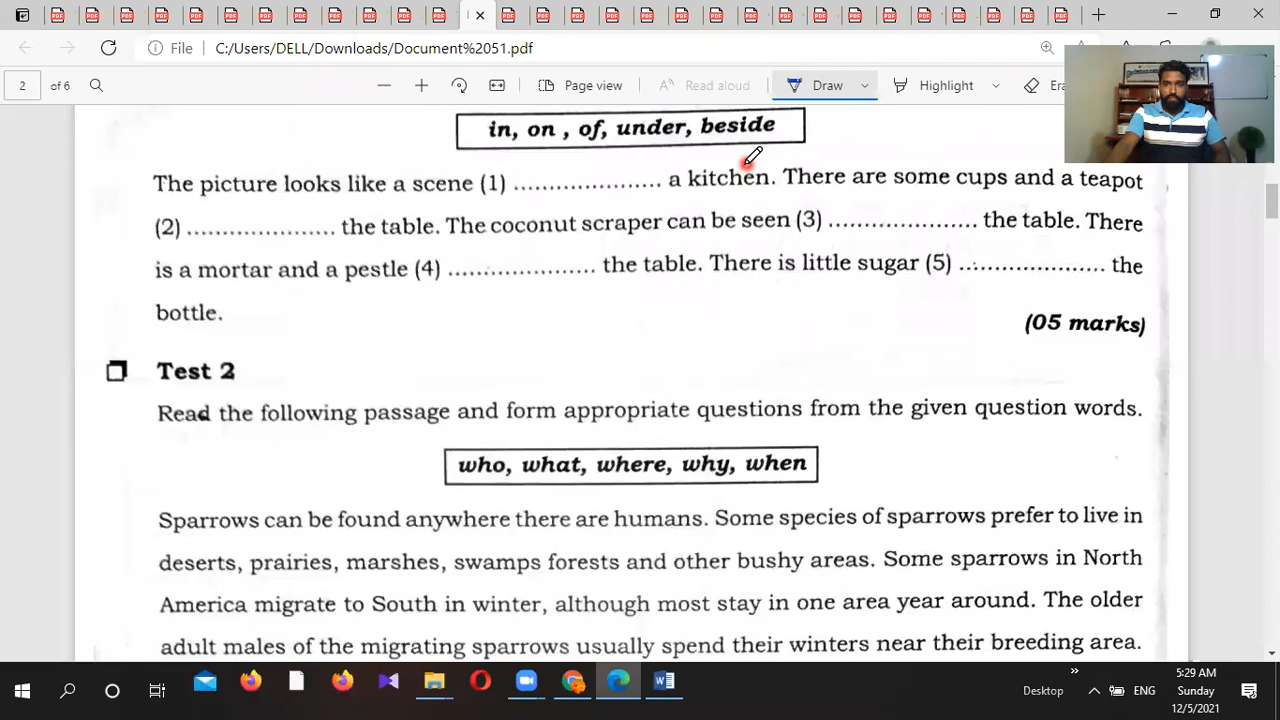 File
C:/Users/DELL/Downloads/Document%2051.pdf
2 of 6
Page view
Read aloud
Draw
Highlight
in, on , of, under, beside
The picture looks like a scene (1) ...................... a kitchen. There are some cups and a teapot
(2) ...................... the table. The coconut scraper can be seen (3) ...................... the table. There
is a mortar and a pestle (4) ...................... the table. There is little sugar (5) ...................... the
bottle.
(05 marks)
Test 2
Read the following passage and form appropriate questions from the given question words.
who, what, where, why, when
Sparrows can be found anywhere there are humans. Some species of sparrows prefer to live in
deserts, prairies, marshes, swamps forests and other bushy areas. Some sparrows in North
America migrate to South in winter, although most stay in one area year around. The older
adult males of the migrating sparrows usually spend their winters near their breeding area.
Desktop
ENG
5:29 AM
Sunday
12/5/2021